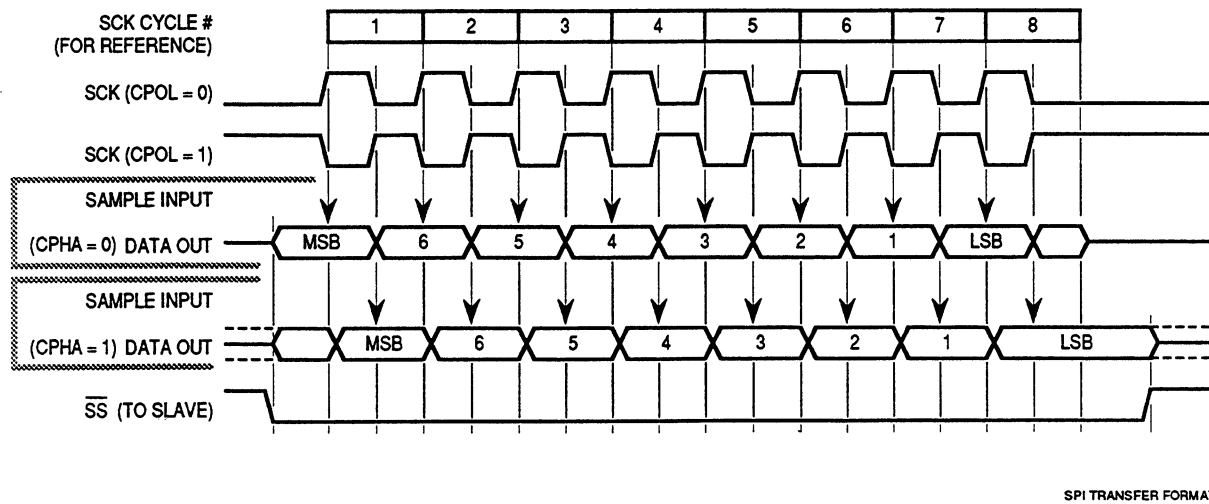 SCK CYCLE # 1 2 3 4 5 6 7 8
(FOR REFERENCE)
SCK (CPOL = 0)
SCK (CPOL = 1)
SAMPLE INPUT
(CPHA = 0) DATA OUT MSB 6 5 4 3 2 1 LSB
SAMPLE INPUT
(CPHA = 1) DATA OUT MSB 6 5 4 3 2 1 LSB
SS (TO SLAVE)
SPI TRANSFER FORMA